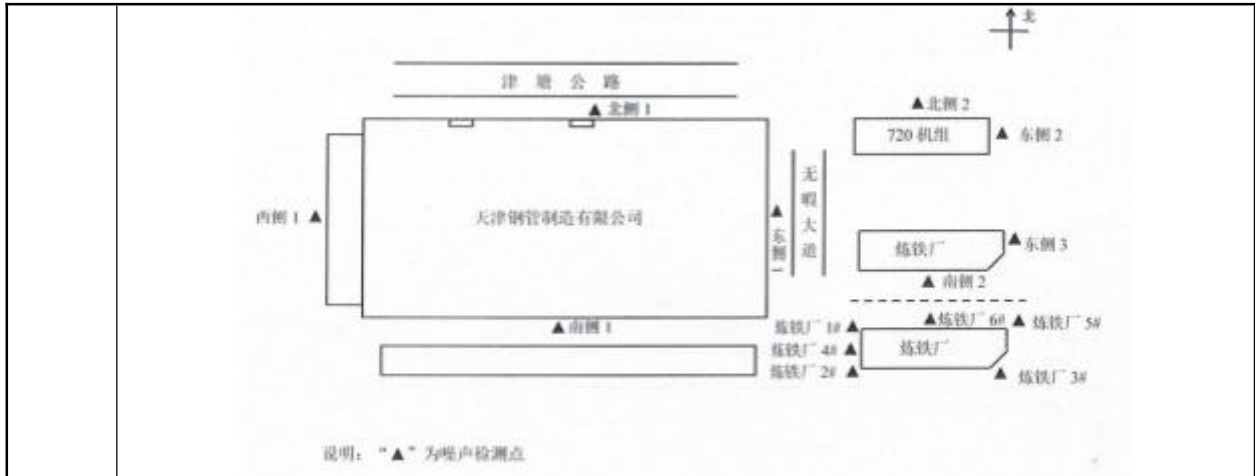 北
津塘公路
▲北侧1
▲北侧2
720机组
▲ 东侧2
无暇大道
西侧1▲
天津钢管制造有限公司
▲东侧1
炼铁厂
▲东侧3
▲ 南侧2
▲南侧1
炼铁厂 1# ▲
▲炼铁厂 6#
▲ 炼铁厂 5#
炼铁厂 4# ▲
炼铁厂
炼铁厂 2# ▲
▲ 炼铁厂 3#
说明：“▲”为噪声检测点